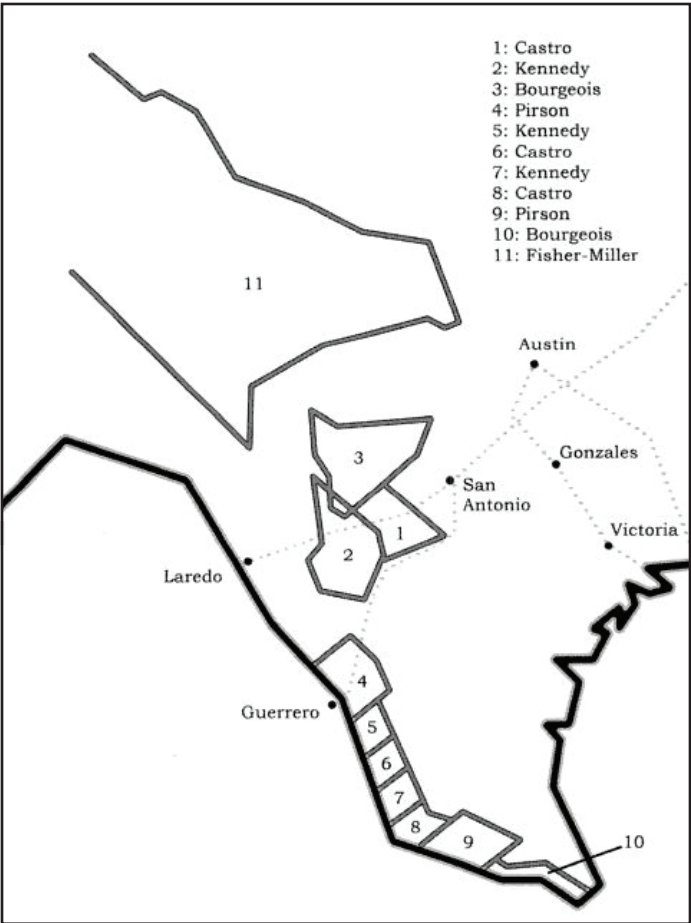 1: Castro
2: Kennedy
3: Bourgeois
4: Pirson
5: Kennedy
6: Castro
7: Kennedy
8: Castro
9: Pirson
10: Bourgeois
11: Fisher-Miller
11
Austin
3
Gonzales
San
Antonio
1
Victoria
2
Laredo
4
Guerrero
5
6
7
8
9
10